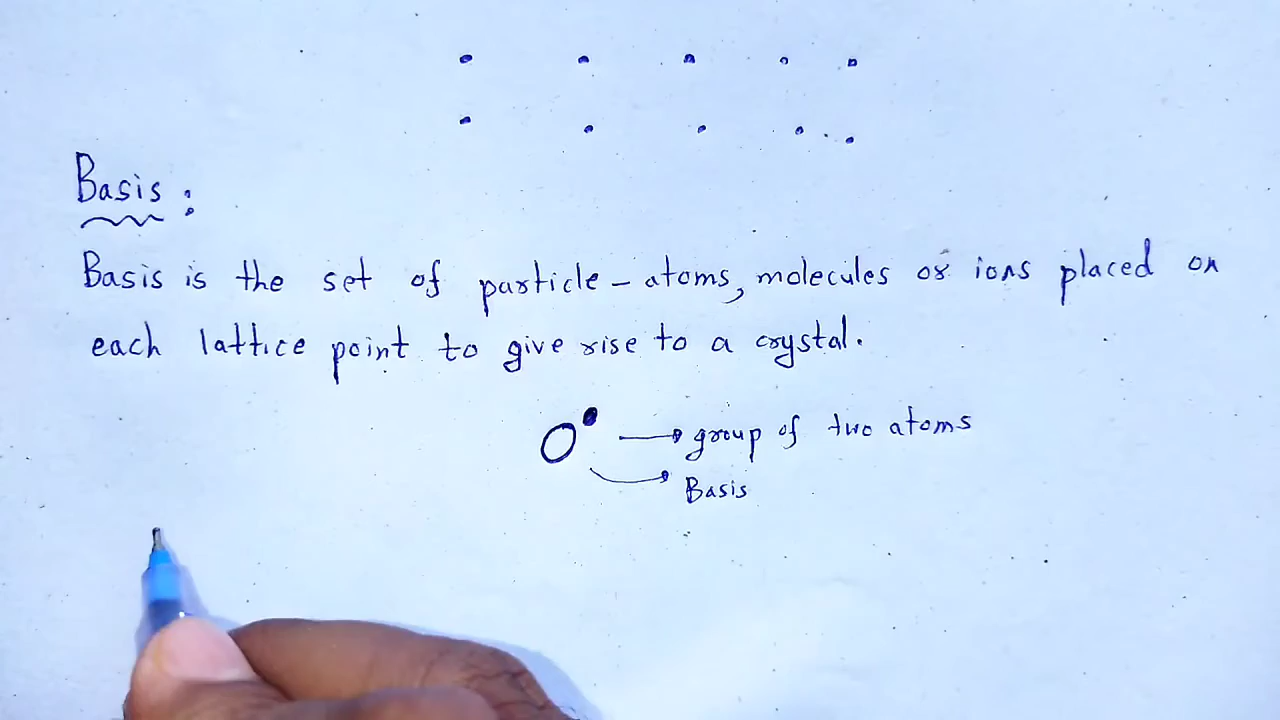 Basis :
Basis is the set of particle - atoms, molecules or ions placed on
each lattice point to give rise to a crystal.
group of two atoms
Basis